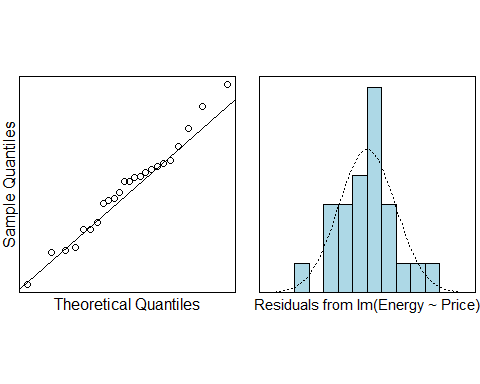 Sample Quantiles
Theoretical Quantiles
Residuals from lm(Energy ~ Price)